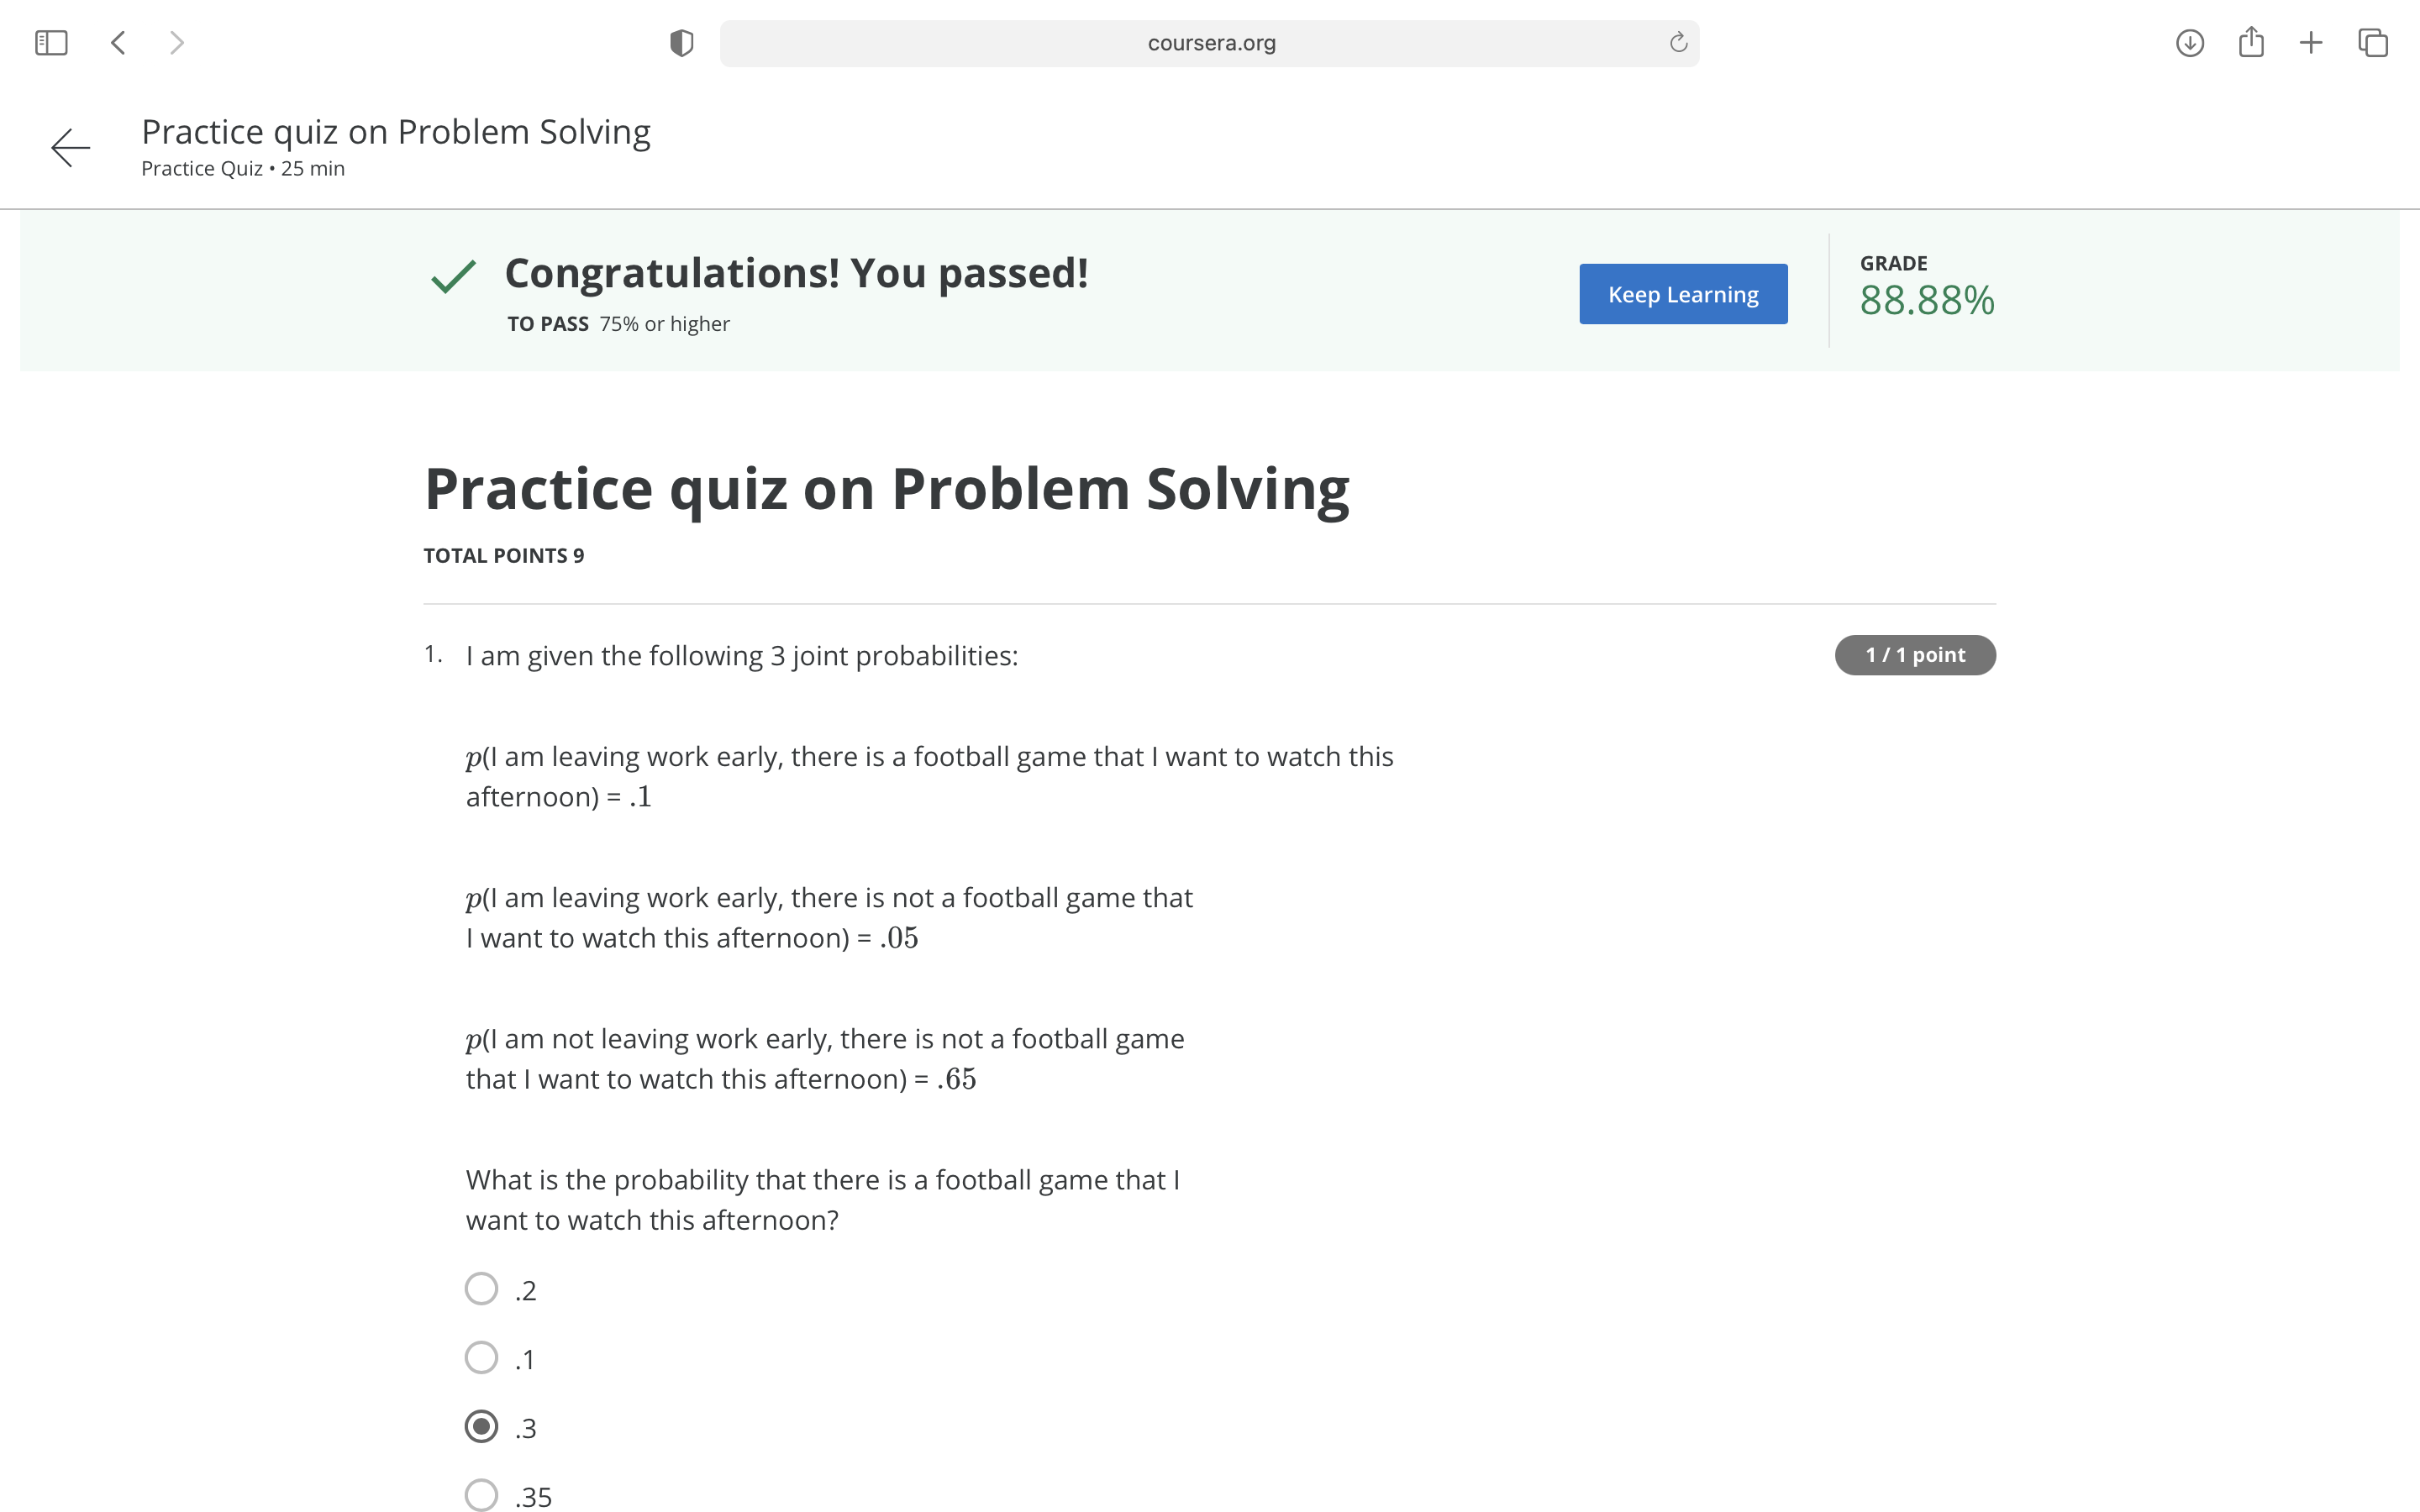 coursera.org
Practice quiz on Problem Solving
Practice Quiz • 25 min
Congratulations! You passed!
TO PASS 75% or higher
Keep Learning
GRADE
88.88%
Practice quiz on Problem Solving
TOTAL POINTS 9
1. I am given the following 3 joint probabilities:
1 / 1 point
p(I am leaving work early, there is a football game that I want to watch this
afternoon) = .1
p(I am leaving work early, there is not a football game that
I want to watch this afternoon) = .05
p(I am not leaving work early, there is not a football game
that I want to watch this afternoon) = .65
What is the probability that there is a football game that I
want to watch this afternoon?
.2
.1
.3
.35